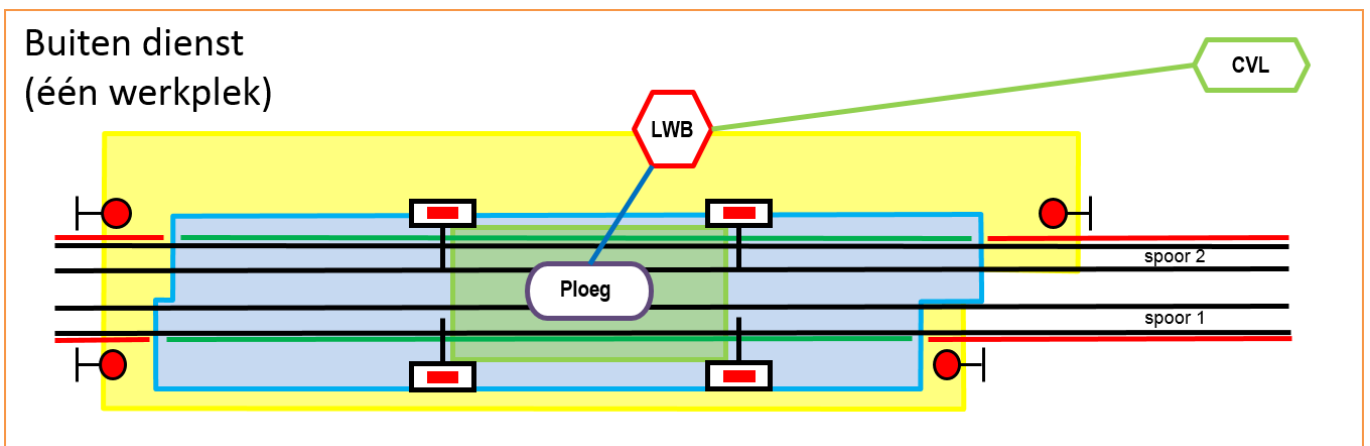 Buiten dienst
(één werkplek)
CVL
LWB
spoor 2
Ploeg
spoor 1